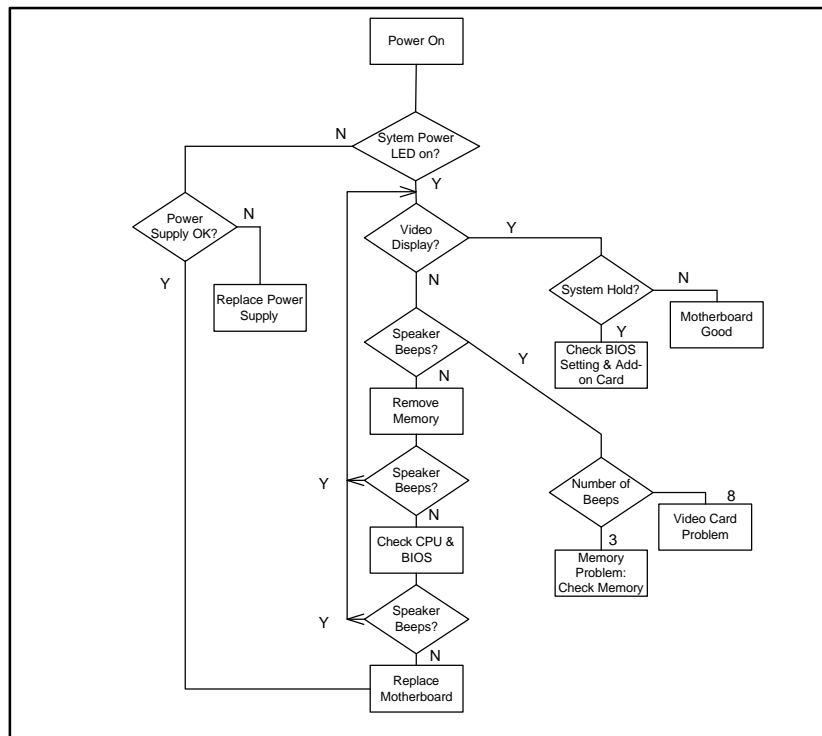 Power On
N
Sytem Power
LED on?
Y
Power
Supply OK?
N
Y
Replace Power
Supply
Video
Display?
Y
N
System Hold?
N
Motherboard
Good
Y
Check BIOS
Setting & Add-
on Card
Speaker
Beeps?
Y
N
Remove
Memory
Speaker
Beeps?
Y
N
Number of
Beeps
8
Video Card
Problem
3
Memory
Problem:
Check Memory
Check CPU &
BIOS
Speaker
Beeps?
Y
N
Replace
Motherboard